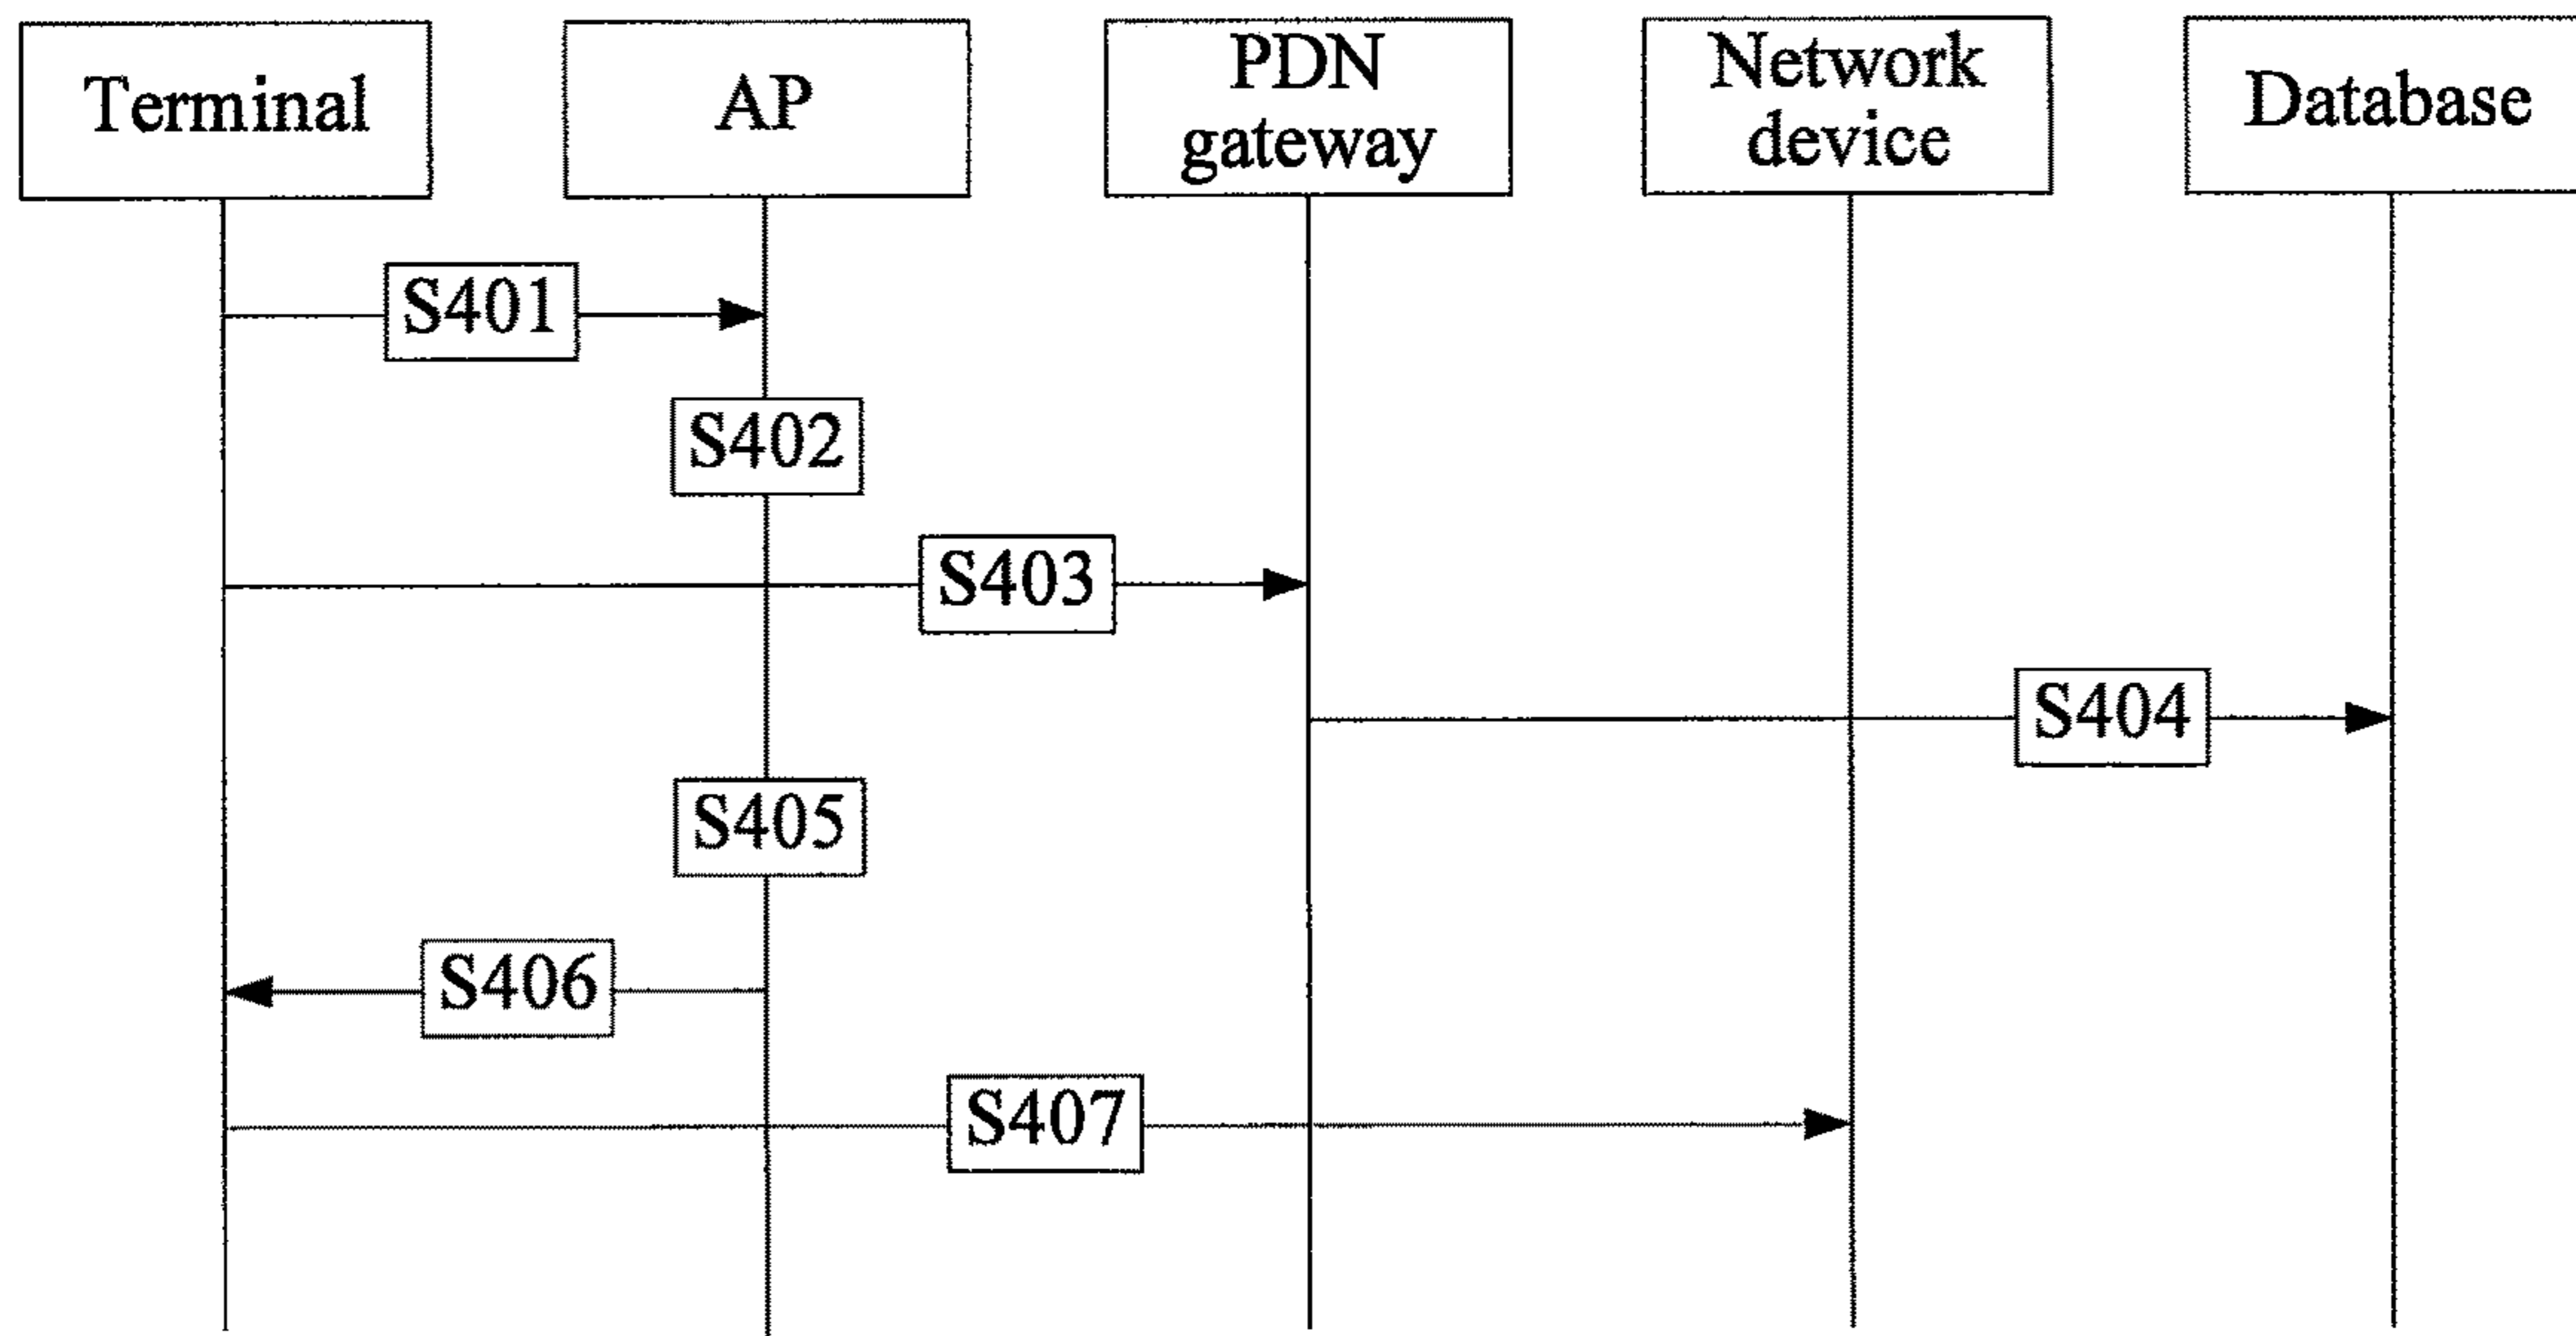 Terminal
AP
PDN
gateway
Network
device
Database
S401
S402
S403
S404
S405
S406
S407